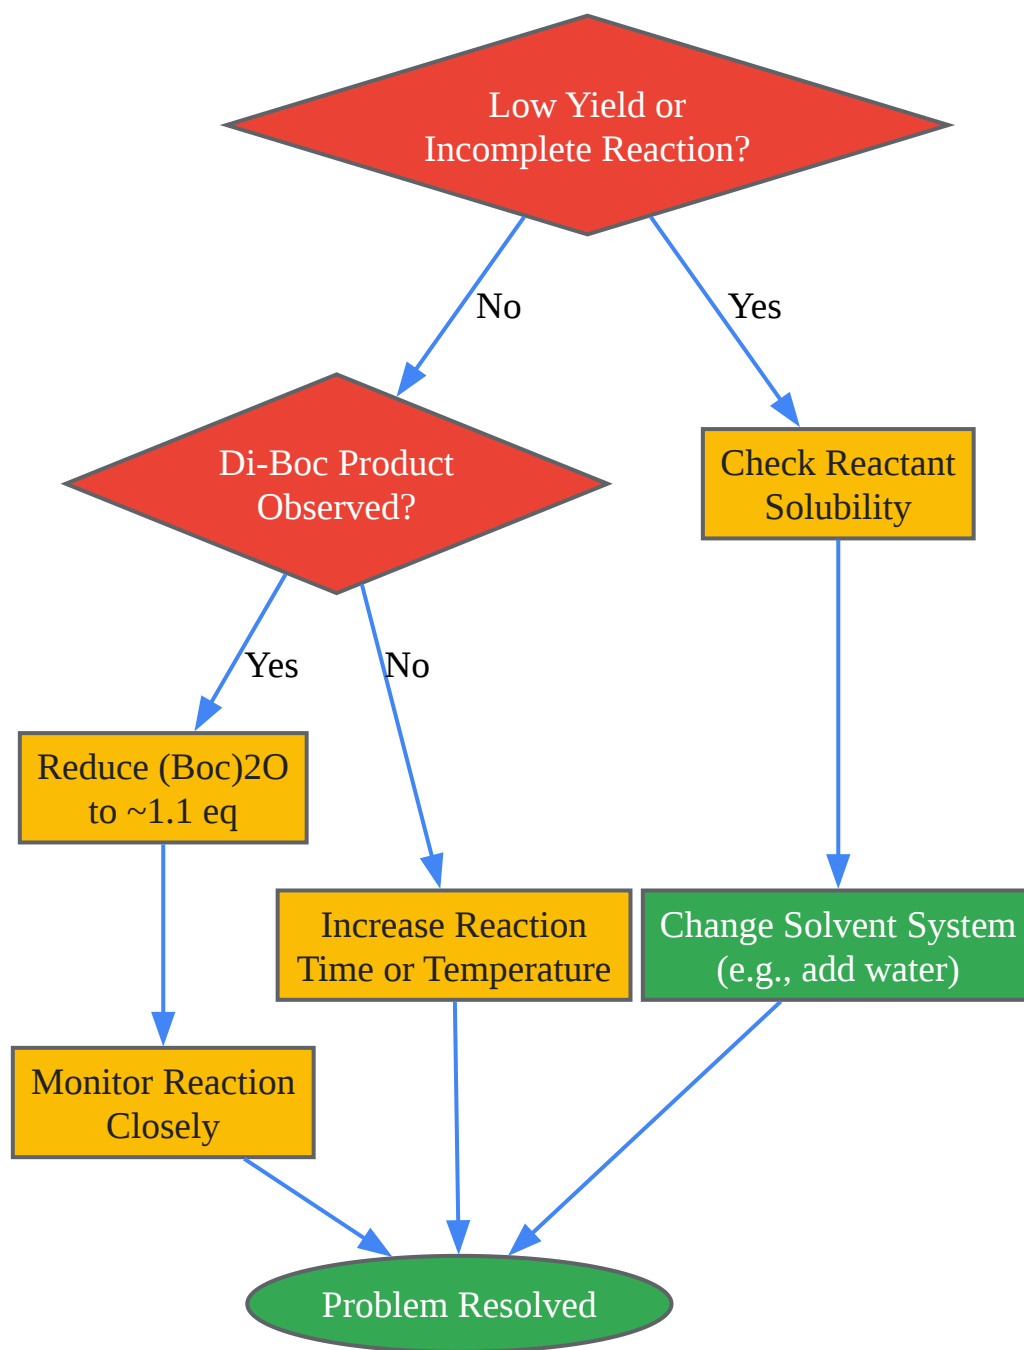 Low Yield or
Incomplete Reaction?
No
Yes
Di-Boc Product
Observed?
Check Reactant
Solubility
Yes
No
Reduce (Boc)2O
to ~1.1 eq
Increase Reaction
Time or Temperature
Change Solvent System
(e.g., add water)
Monitor Reaction
Closely
Problem Resolved